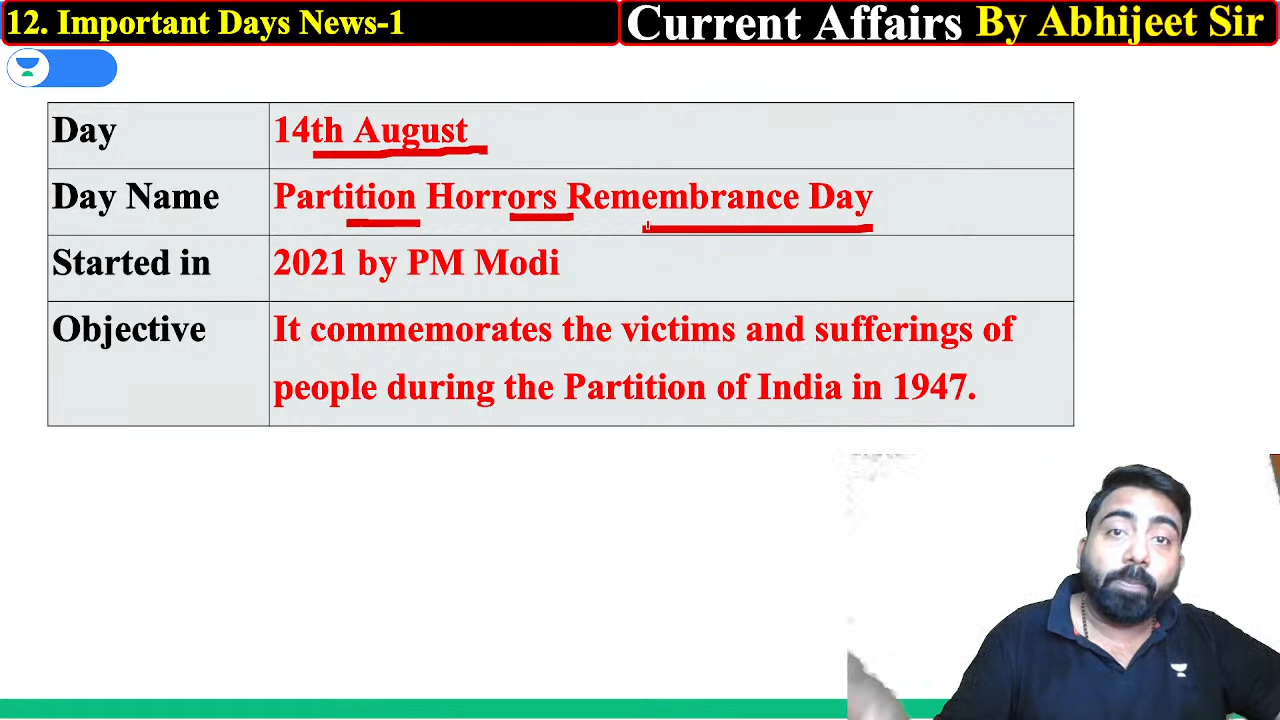 12. Important Days News-1
Current Affairs By Abhijeet Sir
Day 14th August
Day Name Partition Horrors Remembrance Day
Started in 2021 by PM Modi
Objective It commemorates the victims and sufferings of
people during the Partition of India in 1947.